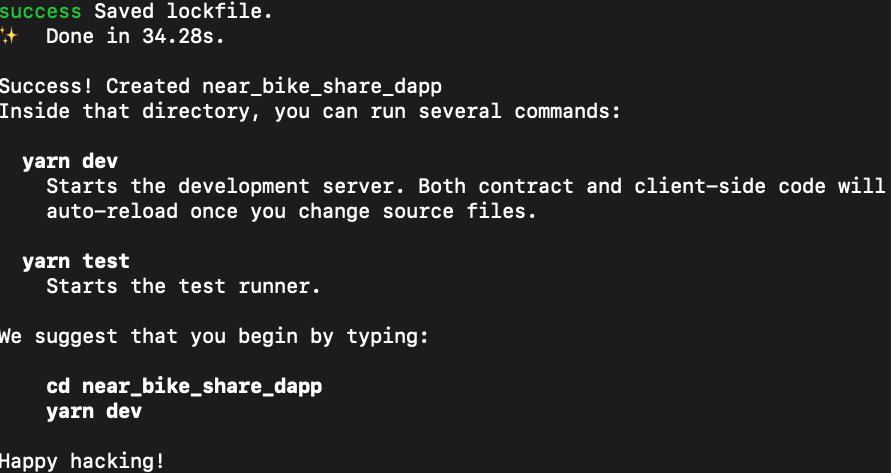 success Saved lockfile.
✨ Done in 34.28s.
Success! Created near_bike_share_dapp
Inside that directory, you can run several commands:
yarn dev
Starts the development server. Both contract and client-side code will
auto-reload once you change source files.
yarn test
Starts the test runner.
We suggest that you begin by typing:
cd near_bike_share_dapp
yarn dev
Happy hacking!